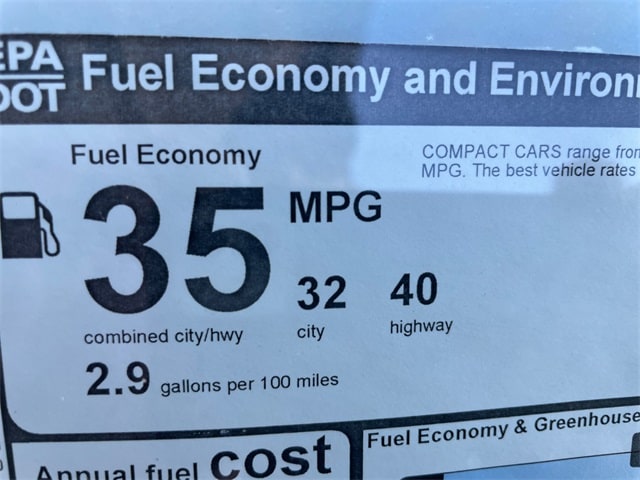 EPA
DOT
Fuel Economy and Environ
Fuel Economy
COMPACT CARS range from
MPG. The best vehicle rates
35 MPG
32 40
combined city/hwy city highway
2.9 gallons per 100 miles
Annual fuel cost
Fuel Economy & Greenhouse